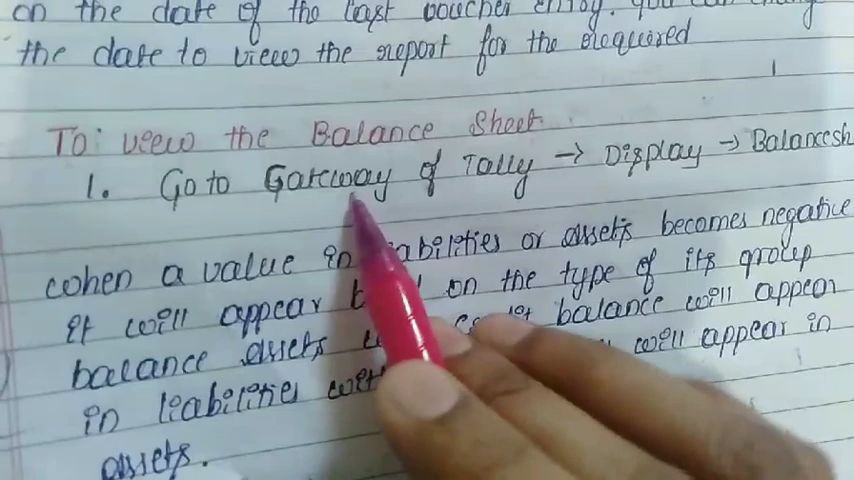 on the date of the last voucher entry. you can
the date to view the report for the required
To: veew the Balance Sheet.
1. Go to Gateway of Tally → Display → Balancesh
when a value in liabilities or assets becomes negative
it will appear on the type of its group
balance assets balance will appear
in liabilities will appear in
assets.